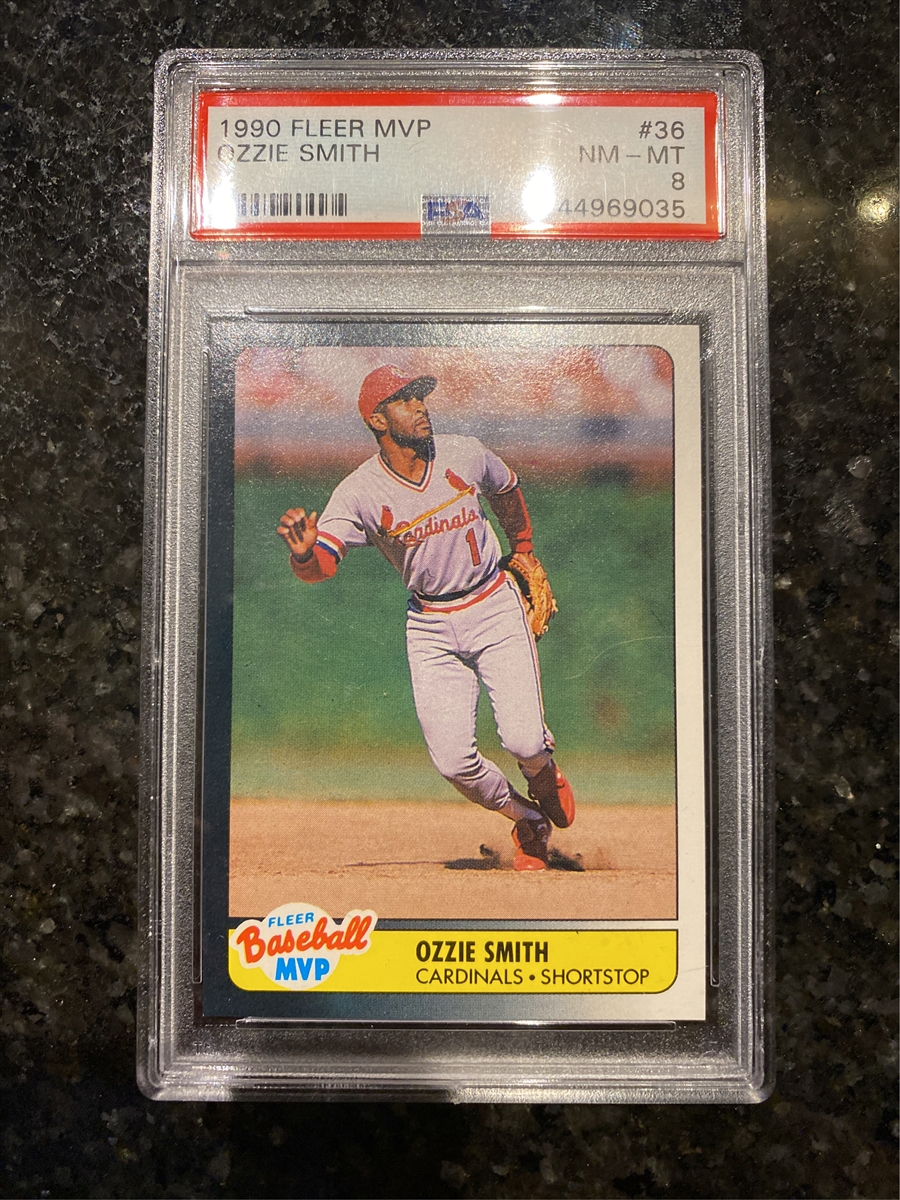 1990 FLEER MVP #36
OZZIE SMITH NM - MT
8
44969035
PSA
Cardinals
1
FLEER
Baseball
MVP
OZZIE SMITH
CARDINALS • SHORTSTOP